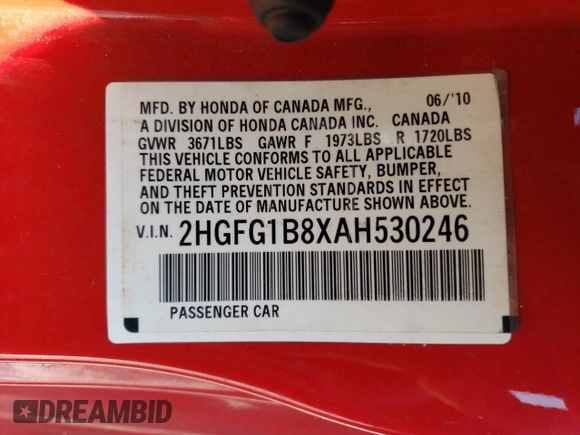 MFD. BY HONDA OF CANADA MFG., 06/'10
A DIVISION OF HONDA CANADA INC. CANADA
GVWR 3671LBS GAWR F 1973LBS R 1720LBS
THIS VEHICLE CONFORMS TO ALL APPLICABLE
FEDERAL MOTOR VEHICLE SAFETY, BUMPER,
AND THEFT PREVENTION STANDARDS IN EFFECT
ON THE DATE OF MANUFACTURE SHOWN ABOVE.
V.I.N. 2HGFG1B8XAH530246
PASSENGER CAR
DREAMBID